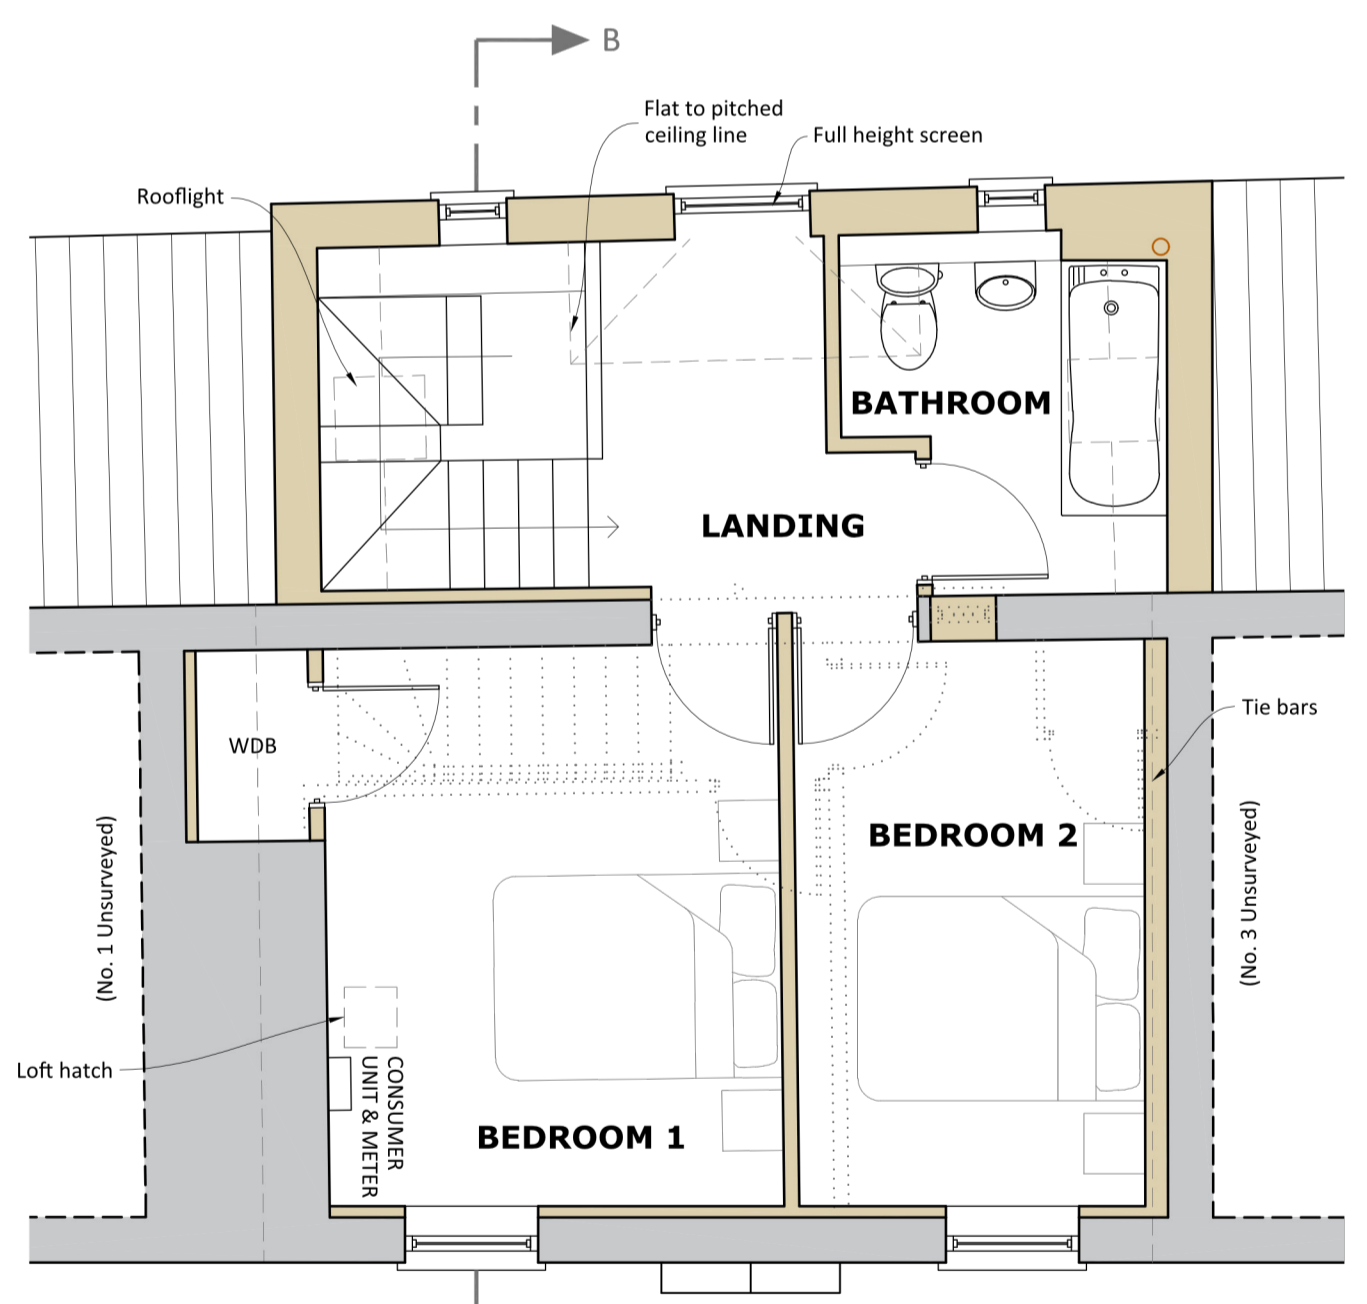 B
Flat to pitched
ceiling line
Full height screen
Rooflight
BATHROOM
LANDING
Tie bars
WDB
(No. 1 Unsurveyed)
BEDROOM 2
(No. 3 Unsurveyed)
Loft hatch
CONSUMER
UNIT & METER
BEDROOM 1